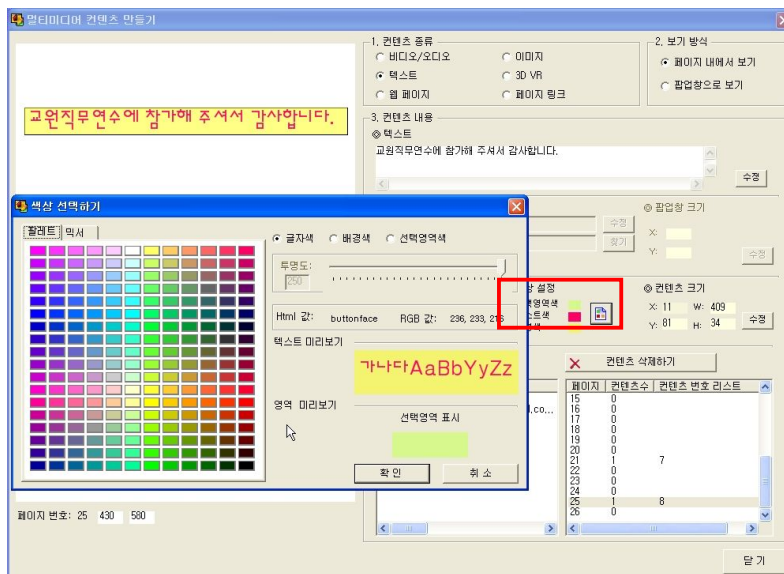 멀티미디어 컨텐츠 만들기
1. 컨텐츠 종류
비디오/오디오
이미지
텍스트
3D VR
웹 페이지
페이지 링크
2. 보기 방식
페이지 내에서 보기
팝업창으로 보기
교원직무연수에 참가해 주셔서 감사합니다.
3. 컨텐츠 내용
텍스트
교원직무연수에 참가해 주셔서 감사합니다.
수정
색상 선택하기
팔레트
믹서
글자색
배경색
선택영역색
투명도:
250
Html 값: buttonface RGB 값: 236, 233, 216
텍스트 미리보기
가나다AaBbYyZz
영역 미리보기
선택영역 표시
확 인
취 소
수정
찾기
팝업창 크기
X:
Y:
수정
상 설정
영역색
스트색
컨텐츠 크기
X: 11 W: 409
Y: 81 H: 34
수정
컨텐츠 삭제하기
l,co...
페이지 컨텐츠수 컨텐츠 번호 리스트
15 0
16 0
17 0
18 0
19 0
20 0
21 1 7
22 0
23 0
24 0
25 1 8
26 0
페이지 번호: 25 430 580
닫 기